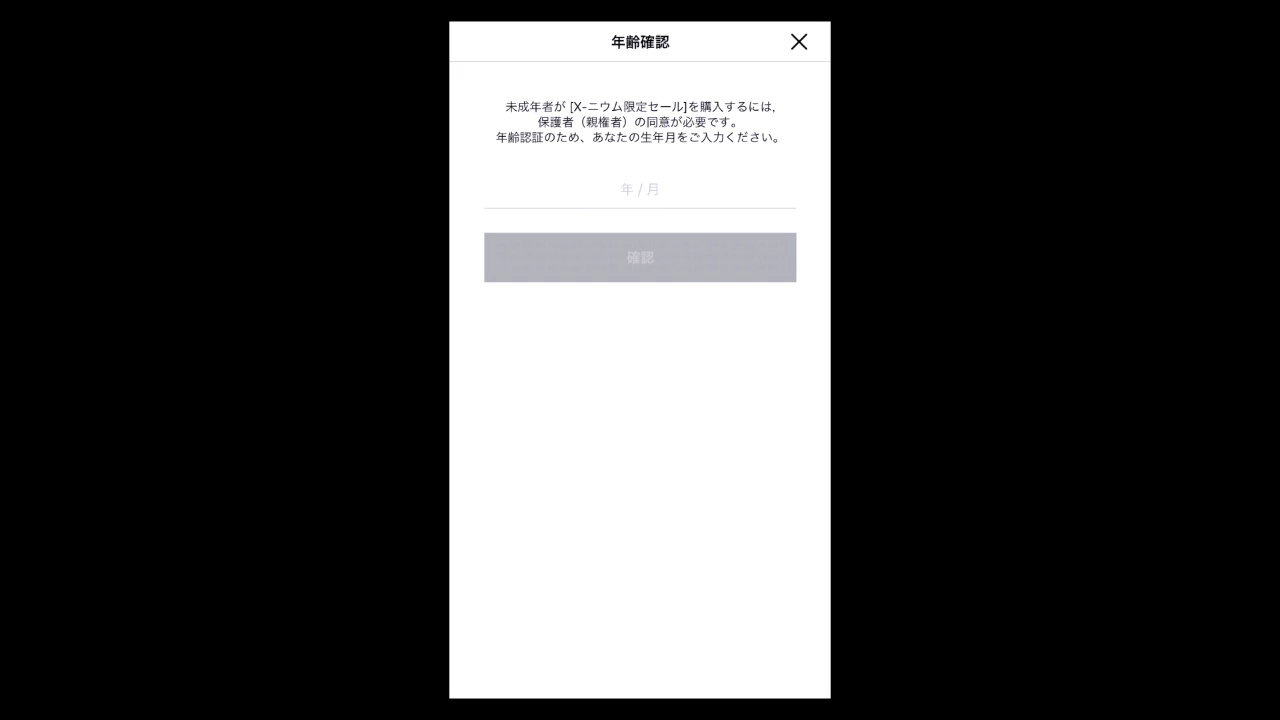 年齢確認
未成年者が [X-ニウム限定セール]を購入するには,
保護者（親権者）の同意が必要です。
年齢認証のため、あなたの生年月をご入力ください。
年 / 月
確認